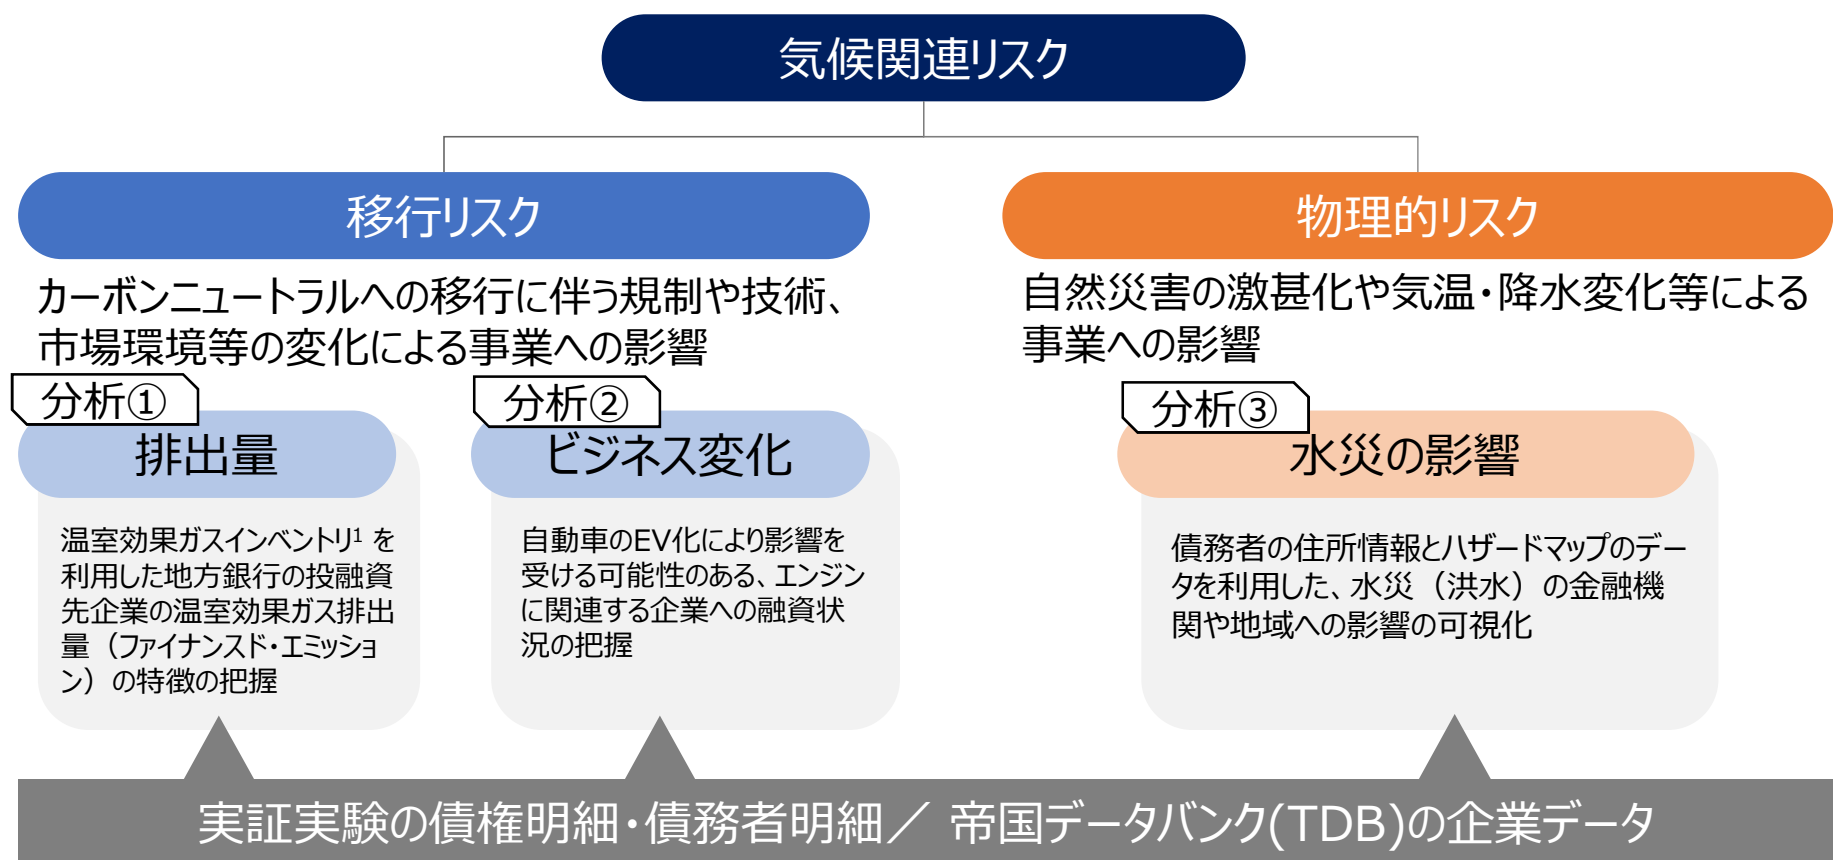 気候関連リスク
移行リスク
カーボンニュートラルへの移行に伴う規制や技術、
市場環境等の変化による事業への影響
物理的リスク
自然災害の激甚化や気温・降水変化等による
事業への影響
分析①
排出量
温室効果ガスインベントリ¹ を
利用した地方銀行の投融資
先企業の温室効果ガス排出
量（ファイナンスド・エミッショ
ン）の特徴の把握
分析②
ビジネス変化
自動車のEV化により影響を
受ける可能性のある、エンジン
に関連する企業への融資状
況の把握
分析③
水災の影響
債務者の住所情報とハザードマップのデー
タを利用した、水災（洪水）の金融機
関や地域への影響の可視化
実証実験の債権明細・債務者明細／ 帝国データバンク(TDB)の企業データ